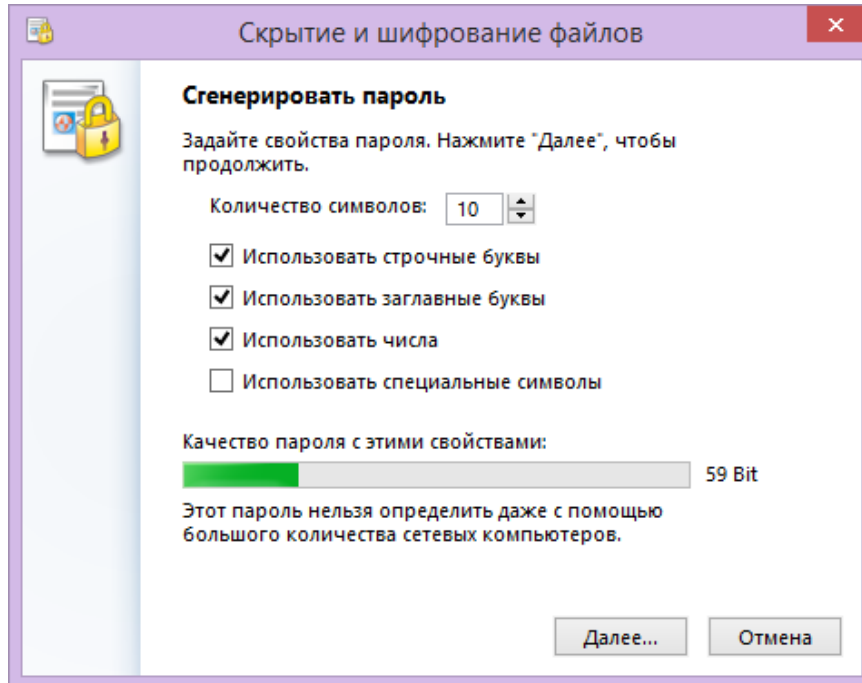 Скрытие и шифрование файлов
Сгенерировать пароль
Задайте свойства пароля. Нажмите "Далее", чтобы
продолжить.
Количество символов: 10
Использовать строчные буквы
Использовать заглавные буквы
Использовать числа
Использовать специальные символы
Качество пароля с этими свойствами:
59 Bit
Этот пароль нельзя определить даже с помощью
большого количества сетевых компьютеров.
Далее... Отмена